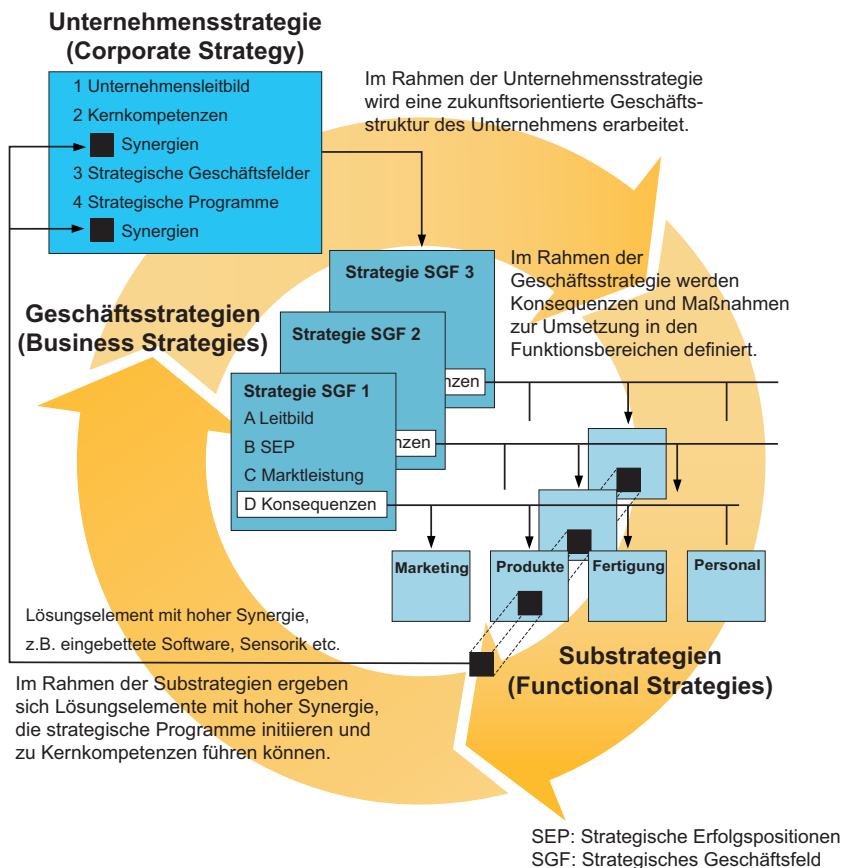 Unternehmensstrategie
(Corporate Strategy)
1 Unternehmensleitbild
2 Kernkompetenzen
Synergien
3 Strategische Geschäftsfelder
4 Strategische Programme
Synergien
Im Rahmen der Unternehmensstrategie
wird eine zukunftsorientierte Geschäfts-
struktur des Unternehmens erarbeitet.
Geschäftsstrategien
(Business Strategies)
Strategie SGF 3
nzen
Strategie SGF 2
nzen
Strategie SGF 1
A Leitbild
B SEP
C Marktleistung
D Konsequenzen
Im Rahmen der
Geschäftsstrategie werden
Konsequenzen und Maßnahmen
zur Umsetzung in den
Funktionsbereichen definiert.
Marketing
Produkte
Fertigung
Personal
Lösungselement mit hoher Synergie,
z.B. eingebettete Software, Sensorik etc.
Substrategien
(Functional Strategies)
Im Rahmen der Substrategien ergeben
sich Lösungselemente mit hoher Synergie,
die strategische Programme initiieren und
zu Kernkompetenzen führen können.
SEP: Strategische Erfolgspositionen
SGF: Strategisches Geschäftsfeld